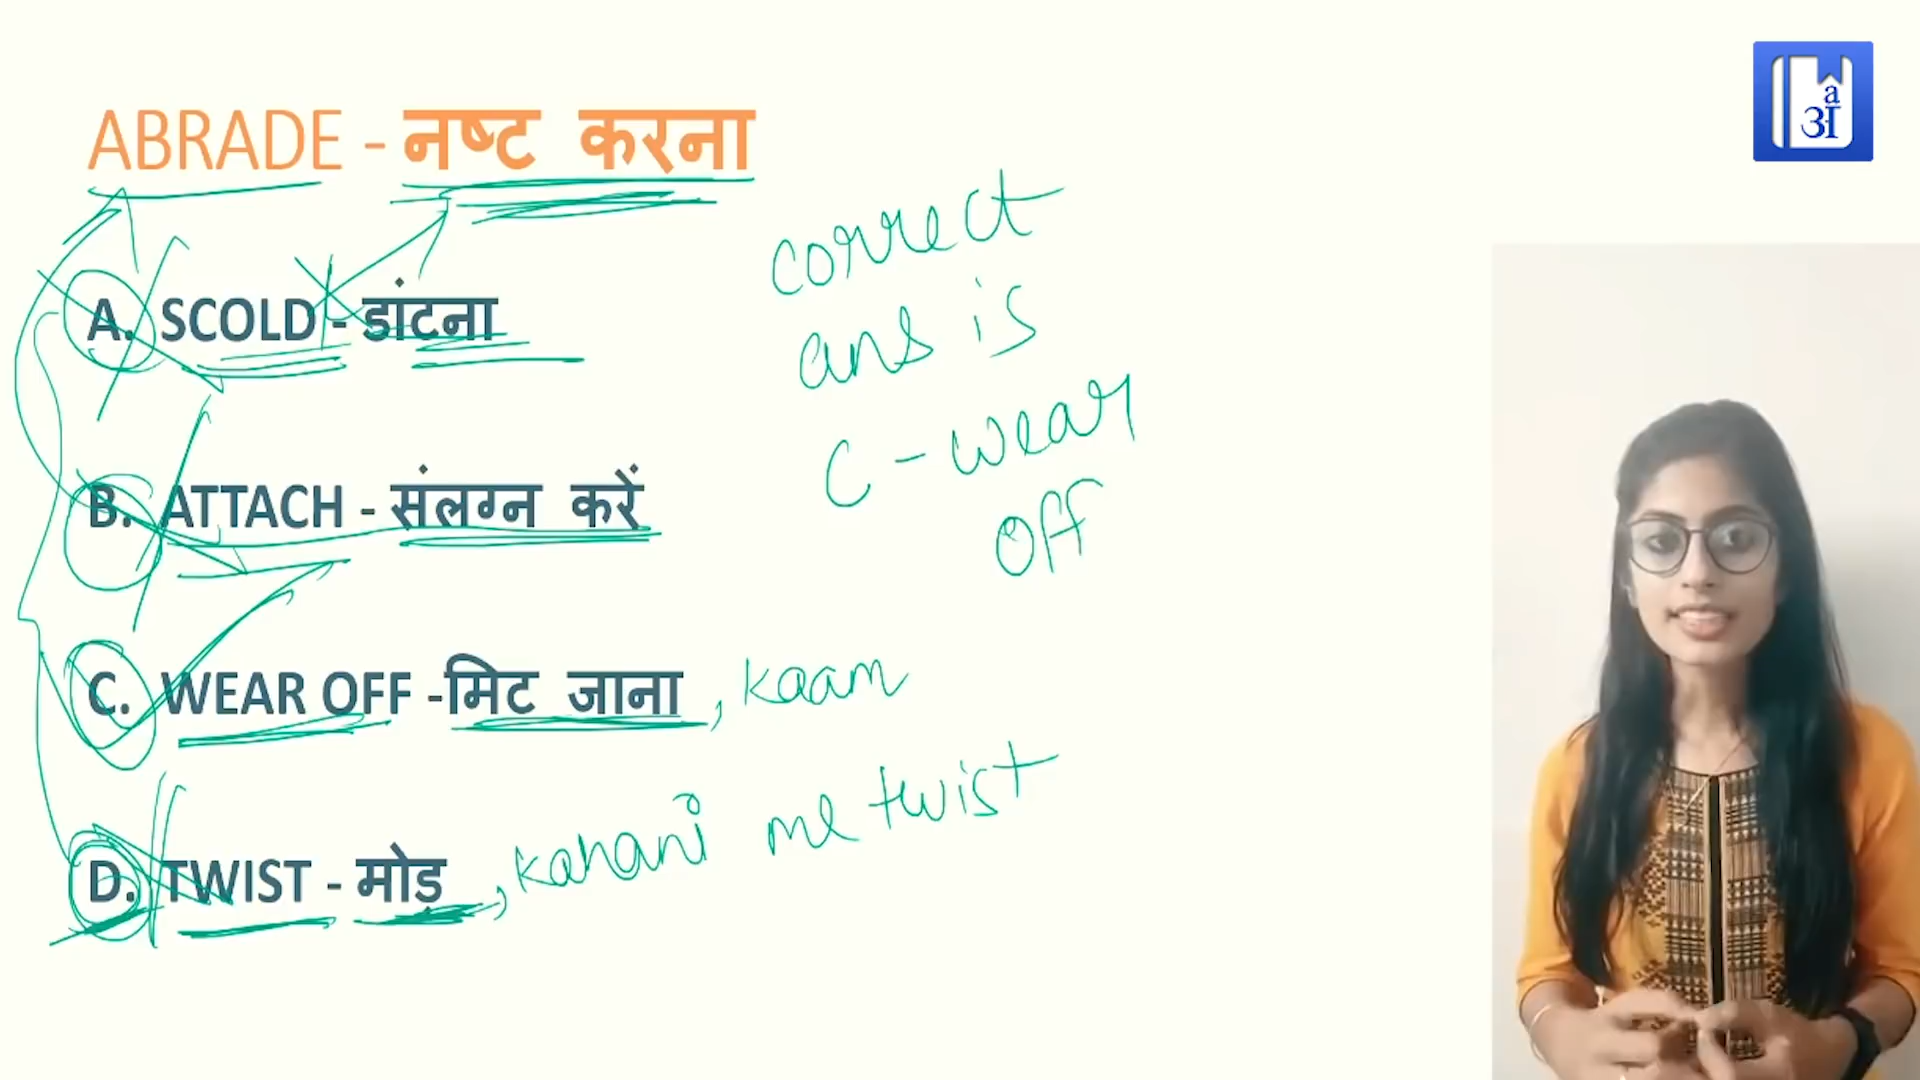 ABRADE - नष्ट करना
A. SCOLD - डांटना
B. ATTACH - संलग्न करें
C. WEAR OFF -मिट जाना , kaam
D. TWIST - मोड़ , kahani me twist
correct
ans is
C - wear
off
a
अ